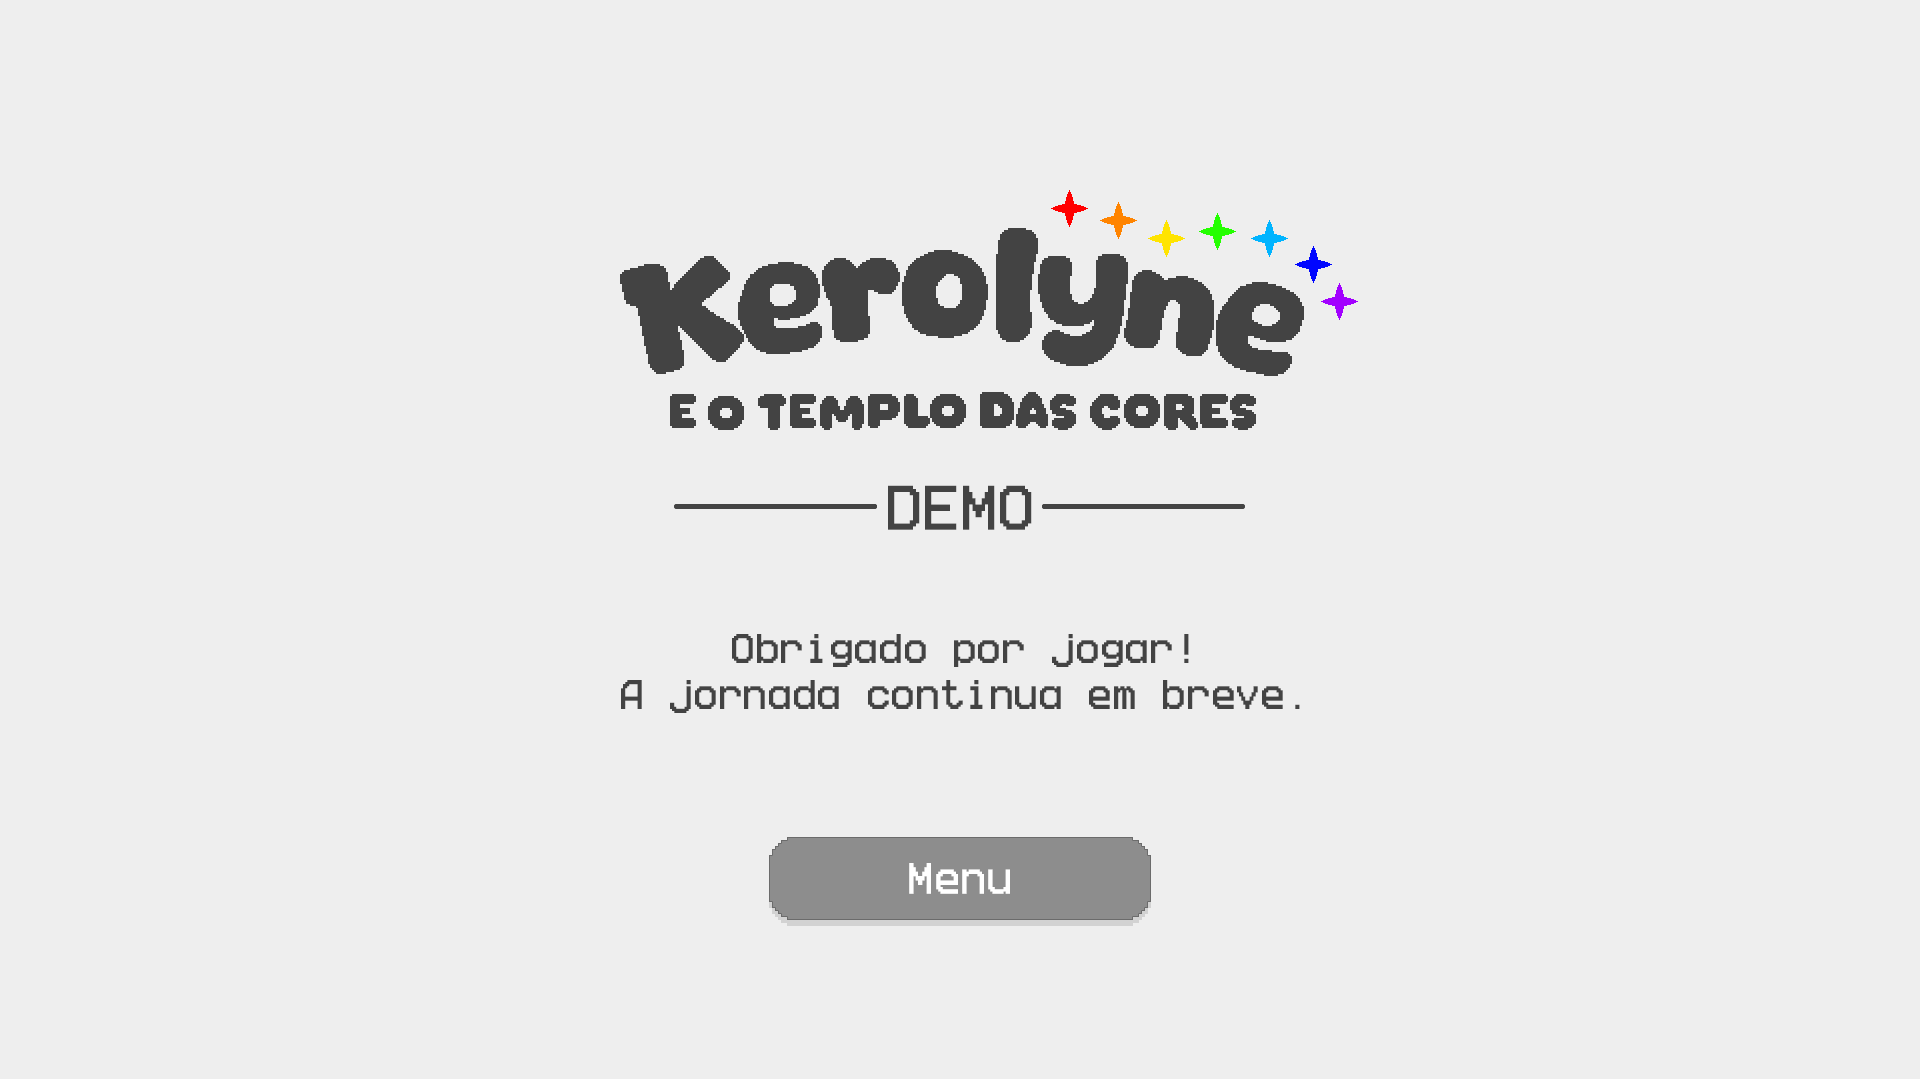 Kerolyne
E O TEMPLO DAS CORES
DEMO
Obrigado por jogar!
A jornada continua em breve.
Menu